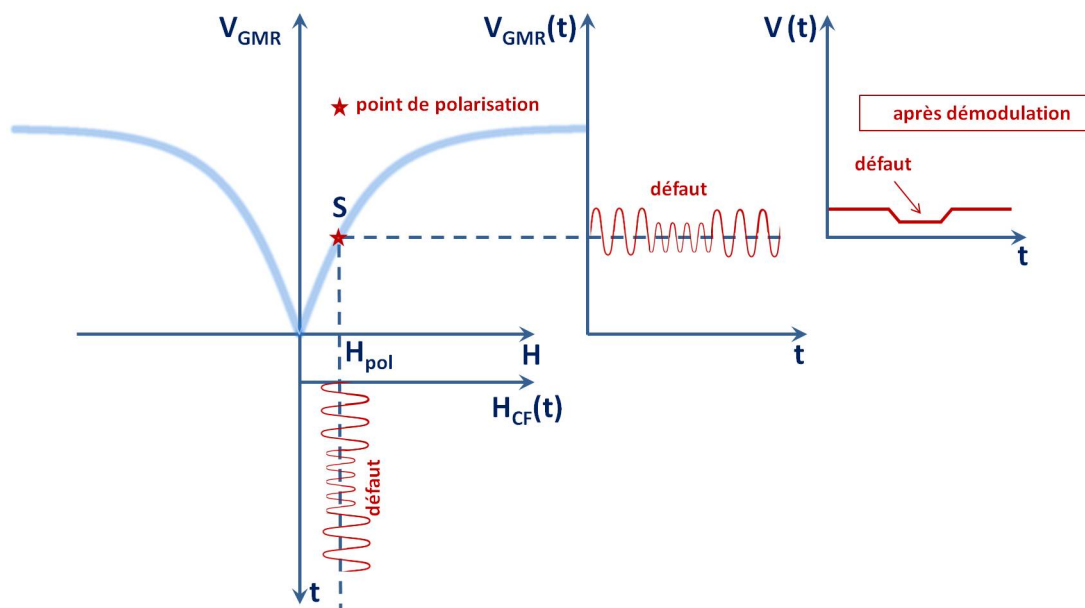 V_GMR
V_GMR(t)
V (t)
point de polarisation
après démodulation
défaut
défaut
S
t
H_pol
H
t
H_CF(t)
défaut
t